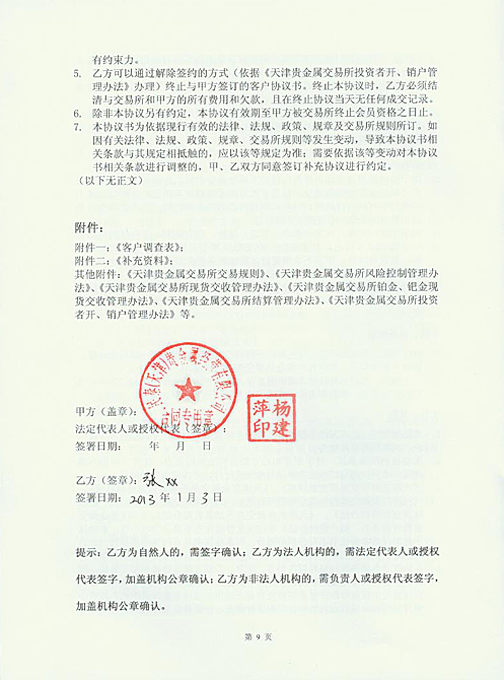 有约束力。
5. 乙方可以通过解除签约的方式（依据《天津贵金属交易所投资者开、销户管
理办法》办理）终止与甲方签订的客户协议书。终止本协议时，乙方必须结
清与交易所和甲方的所有费用和欠款，且在终止协议当天无任何成交记录。
6. 除非本协议另有约定，本协议有效期至甲方被交易所终止会员资格之日止。
7. 本协议书为依据现行有效的法律、法规、政策、规章及交易所规则所订。如
因有关法律、法规、政策、规章、交易所规则等发生变动，导致本协议书相
关条款与其规定相抵触的，应以该等规定为准；需要依据该等变动对本协议
书相关条款进行调整的，甲、乙双方同意签订补充协议进行约定。
（以下无正文）
附件：
附件一：《客户调查表》；
附件二：《补充资料》；
其他附件：《天津贵金属交易所交易规则》、《天津贵金属交易所风险控制管理办
法》、《天津贵金属交易所现货交收管理办法》、《天津贵金属交易所铂金、钯金现
货交收管理办法》、《天津贵金属交易所结算管理办法》、《天津贵金属交易所投资
者开、销户管理办法》等。
(天津)贵金属经营有限公司
合同专用章
杨建
萍印
甲方（盖章）：
法定代表人或授权代表（签章）：
签署日期： 年 月 日
乙方（签章）：张xx
签署日期：2013年1月3日
提示：乙方为自然人的，需签字确认；乙方为法人机构的，需法定代表人或授权
代表签字，加盖机构公章确认；乙方为非法人机构的，需负责人或授权代表签字，
加盖机构公章确认。
第 9 页